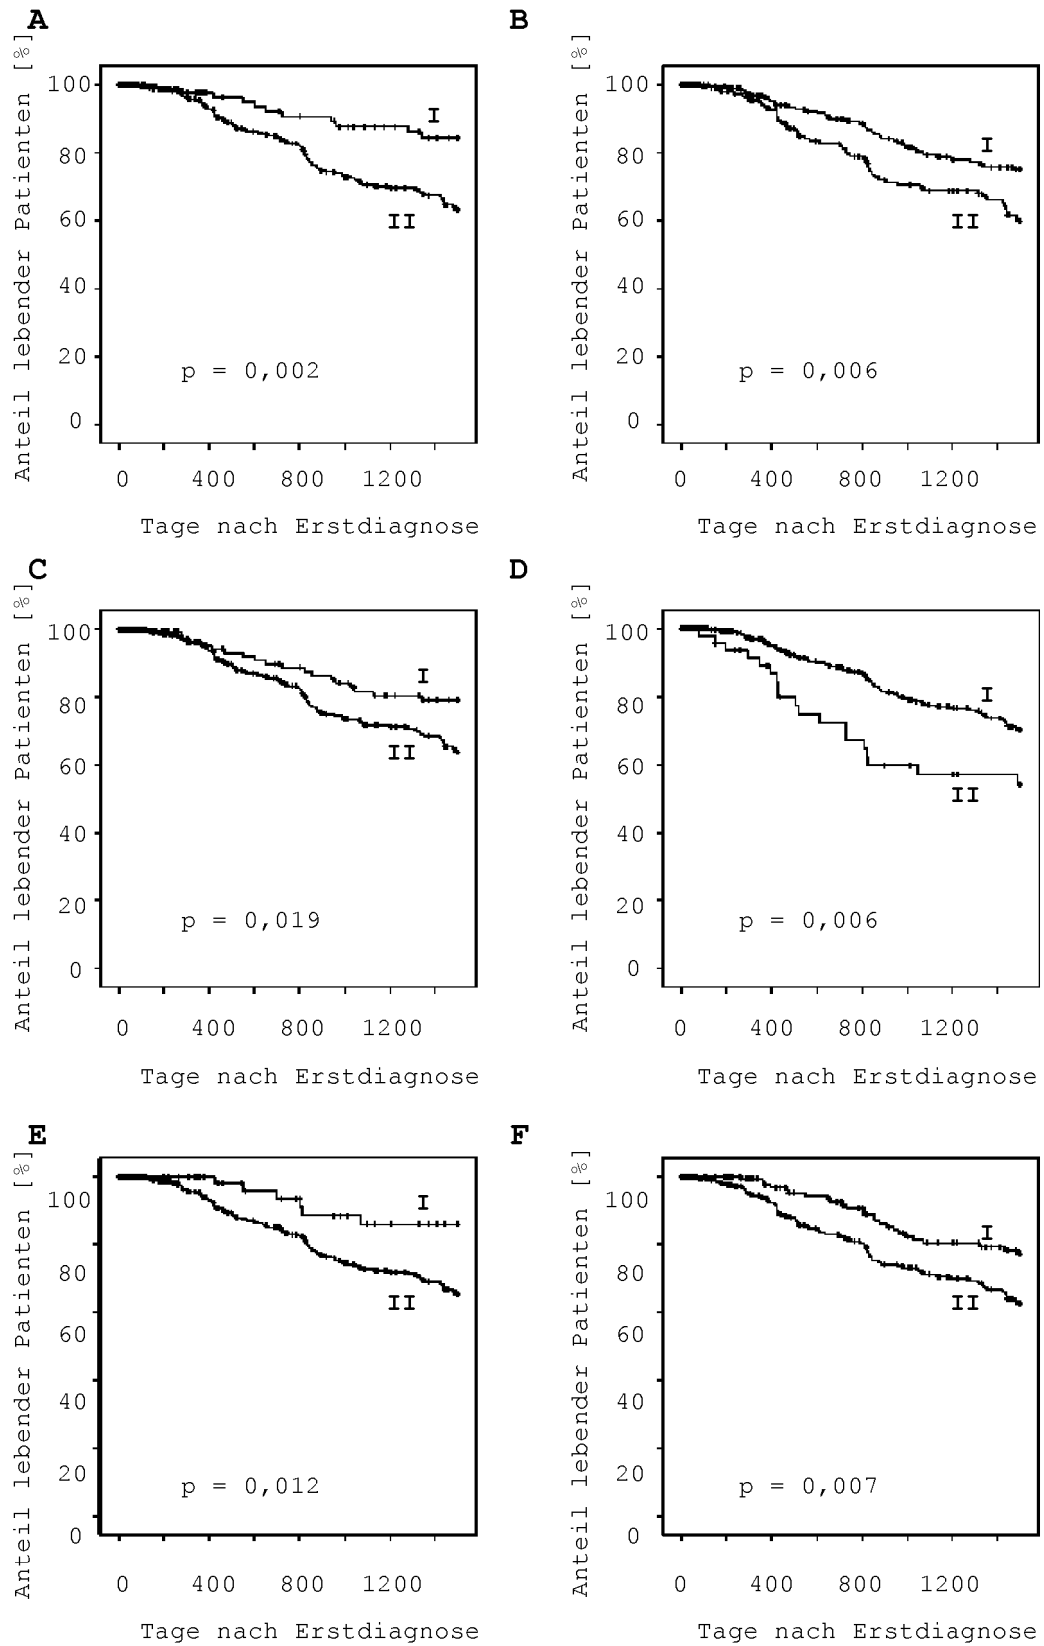 A
Anteil lebender Patienten [%]
100
80
60
40
20
0
I
II
p = 0,002
0 400 800 1200
Tage nach Erstdiagnose
B
Anteil lebender Patienten [%]
100
80
60
40
20
0
I
II
p = 0,006
0 400 800 1200
Tage nach Erstdiagnose
C
Anteil lebender Patienten [%]
100
80
60
40
20
0
I
II
p = 0,019
0 400 800 1200
Tage nach Erstdiagnose
D
Anteil lebender Patienten [%]
100
80
60
40
20
0
I
II
p = 0,006
0 400 800 1200
Tage nach Erstdiagnose
E
Anteil lebender Patienten [%]
100
80
60
40
20
0
I
II
p = 0,012
0 400 800 1200
Tage nach Erstdiagnose
F
Anteil lebender Patienten [%]
100
80
60
40
20
0
I
II
p = 0,007
0 400 800 1200
Tage nach Erstdiagnose